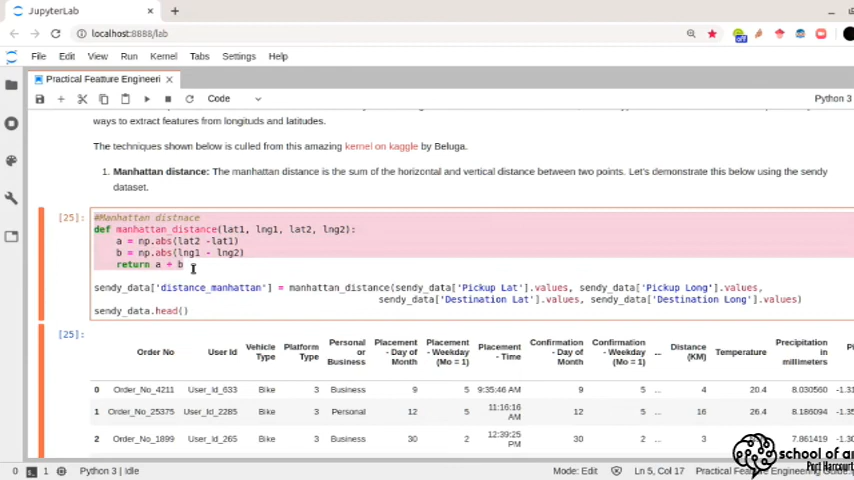 JupyterLab
localhost:8888/lab
off
File Edit View Run Kernel Tabs Settings Help
Practical Featture Engineeri
Code
Python 3
ways to extract features from longituds and latitudes.
The techniques shown below is culled from this amazing kernel on kaggle by Beluga.
1. Manhattan distance: The manhattan distance is the sum of the horizontal and vertical distance between two points. Let's demonstrate this below using the sendy
dataset.
[25]:
#Manhattan distnace
def manhattan_distance(lat1, lng1, lat2, lng2):
a = np.abs(lat2 -lat1)
b = np.abs(lng1 - lng2)
return a + b
sendy_data['distance_manhattan'] = manhattan_distance(sendy_data['Pickup Lat'].values, sendy_data['Pickup Long'].values,
sendy_data['Destination Lat'].values, sendy_data['Destination Long'].values)
sendy_data.head()
[25]:
Order No User Id Vehicle Type Platform Type Personal or Business Placement - Day of Month Placement - Weekday (Mo = 1) Placement - Time Confirmation - Day of Month Confirmation - Weekday (Mo = 1) ... Distance (KM) Temperature Precipitation in millimeters
0 Order_No_4211 User_Id_633 Bike 3 Business 9 5 9:35:46 AM 9 5 ... 4 20.4 8.030560 -1.31
1 Order_No_25375 User_Id_2285 Bike 3 Personal 12 5 11:16:16 AM 12 5 ... 16 26.4 8.186094 -1.35
2 Order_No_1899 User_Id_265 Bike 3 Business 30 2 12:39:25 PM 30 2 ... 3 7.861419 -1.30
school of a
Port Harcourt
0 1 Python 3 | Idle Mode: Edit Ln 5, Col 17 Practical Featture Engineering Guide